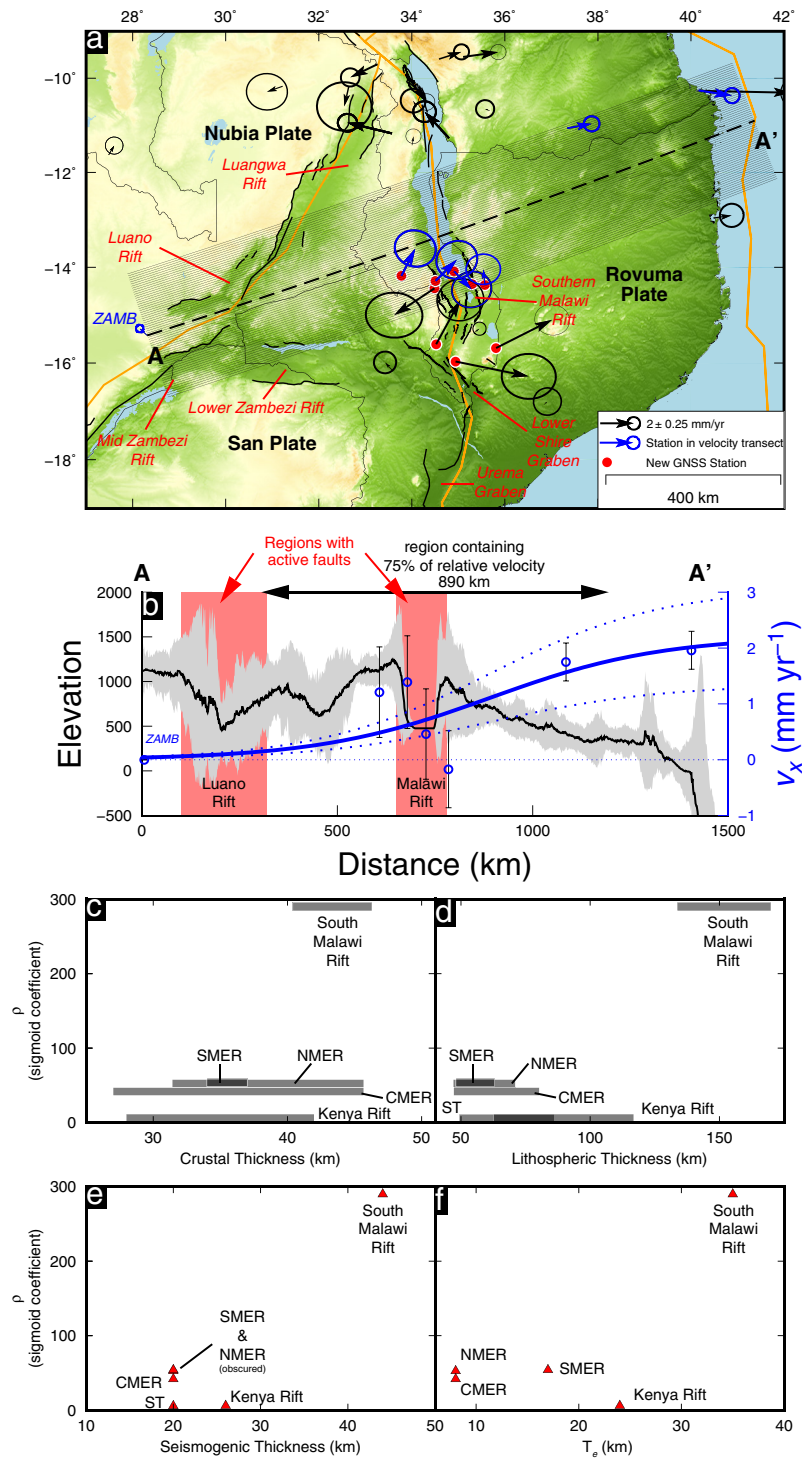 28°
30°
32°
34°
36°
38°
40°
42°
a
−10°
−12°
−14°
−16°
−18°
Nubia Plate
Luangwa
Rift
A'
Luano
Rift
ZAMB
A
Southern
Malawi
Rift
Rovuma
Plate
Lower Zambezi Rift
Mid Zambezi
Rift
San Plate
Lower
Shire
Graben
Urema
Graben
2 ± 0.25 mm/yr
Station in velocity transect
New GNSS Station
400 km
Regions with
active faults
region containing
75% of relative velocity
890 km
A
A'
b
2000
1500
1000
500
0
−500
Elevation
ZAMB
Luano
Rift
Malawi
Rift
3
2
1
0
−1
vx (mm yr−1)
0
500
1000
1500
Distance (km)
c
300
200
100
0
ρ
(sigmoid coefficient)
South
Malawi
Rift
SMER
NMER
CMER
Kenya Rift
30
40
50
Crustal Thickness (km)
d
South
Malawi
Rift
SMER
NMER
CMER
ST
Kenya Rift
50
100
150
Lithospheric Thickness (km)
e
300
200
100
0
ρ
(sigmoid coefficient)
South
Malawi
Rift
SMER
&
NMER
(obscured)
CMER
ST
Kenya Rift
10
20
30
40
50
Seismogenic Thickness (km)
f
South
Malawi
Rift
NMER
SMER
CMER
Kenya Rift
10
20
30
40
Te (km)